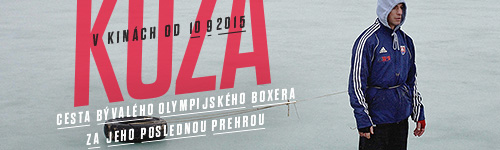 KOZA
V KINÁCH OD 10 9 2015
CESTA BÝVALÉHO OLYMPIJSKÉHO BOXERA
ZA JEHO POSLEDNOU PREHROU